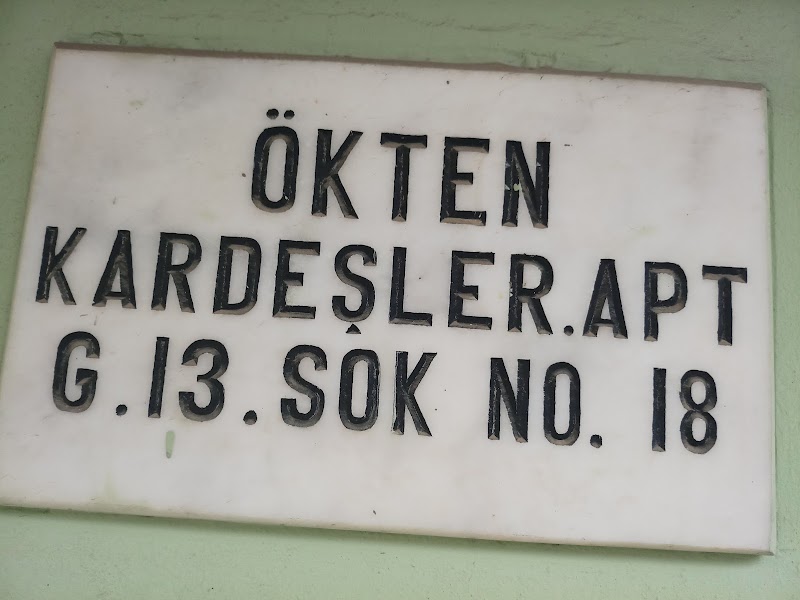 ÖKTEN
KARDEŞLER.APT
G.13.SOK NO. 18